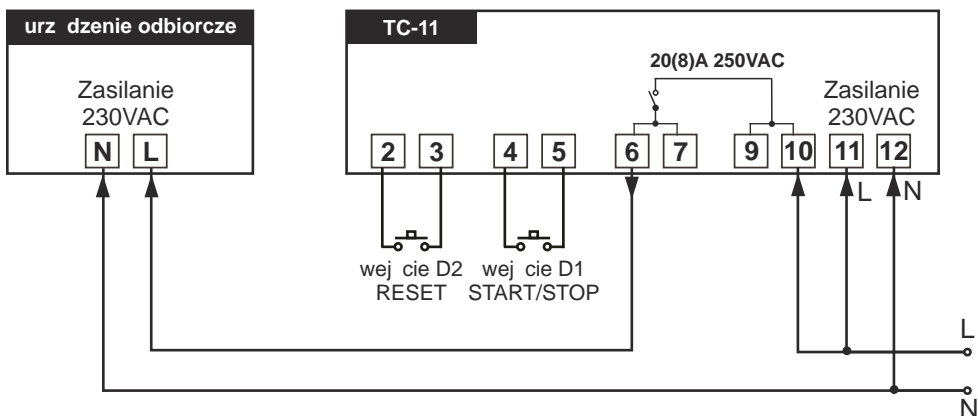 urz dzenie odbiorcze
Zasilanie
230VAC
N L
TC-11
20(8)A 250VAC
Zasilanie
230VAC
2 3 4 5 6 7 9 10 11 12
L N
wej cie D2
RESET
wej cie D1
START/STOP
L
N